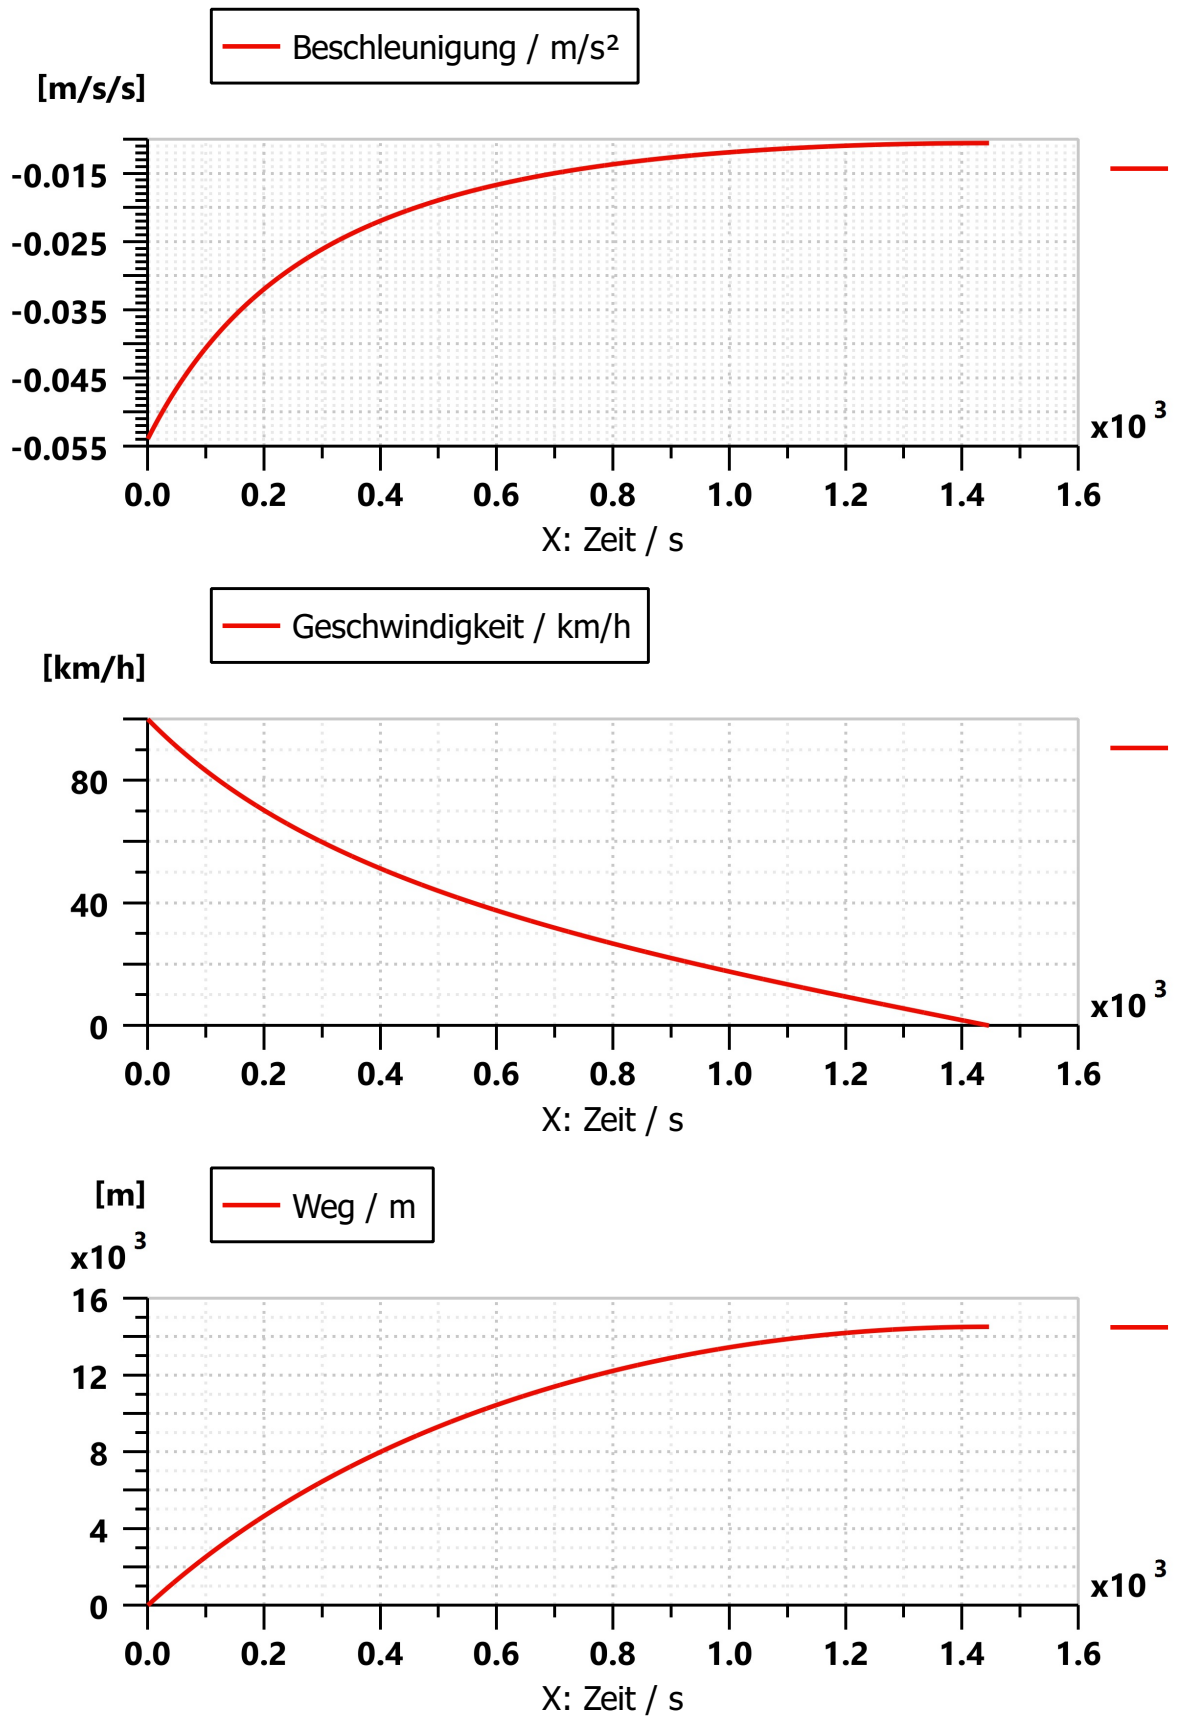 Beschleunigung / m/s²
[m/s/s]
-0.015
-0.025
-0.035
-0.045
-0.055
x10 3
0.0 0.2 0.4 0.6 0.8 1.0 1.2 1.4 1.6
X: Zeit / s
Geschwindigkeit / km/h
[km/h]
80
40
0
x10 3
0.0 0.2 0.4 0.6 0.8 1.0 1.2 1.4 1.6
X: Zeit / s
Weg / m
[m]
x10 3
16
12
8
4
0
x10 3
0.0 0.2 0.4 0.6 0.8 1.0 1.2 1.4 1.6
X: Zeit / s